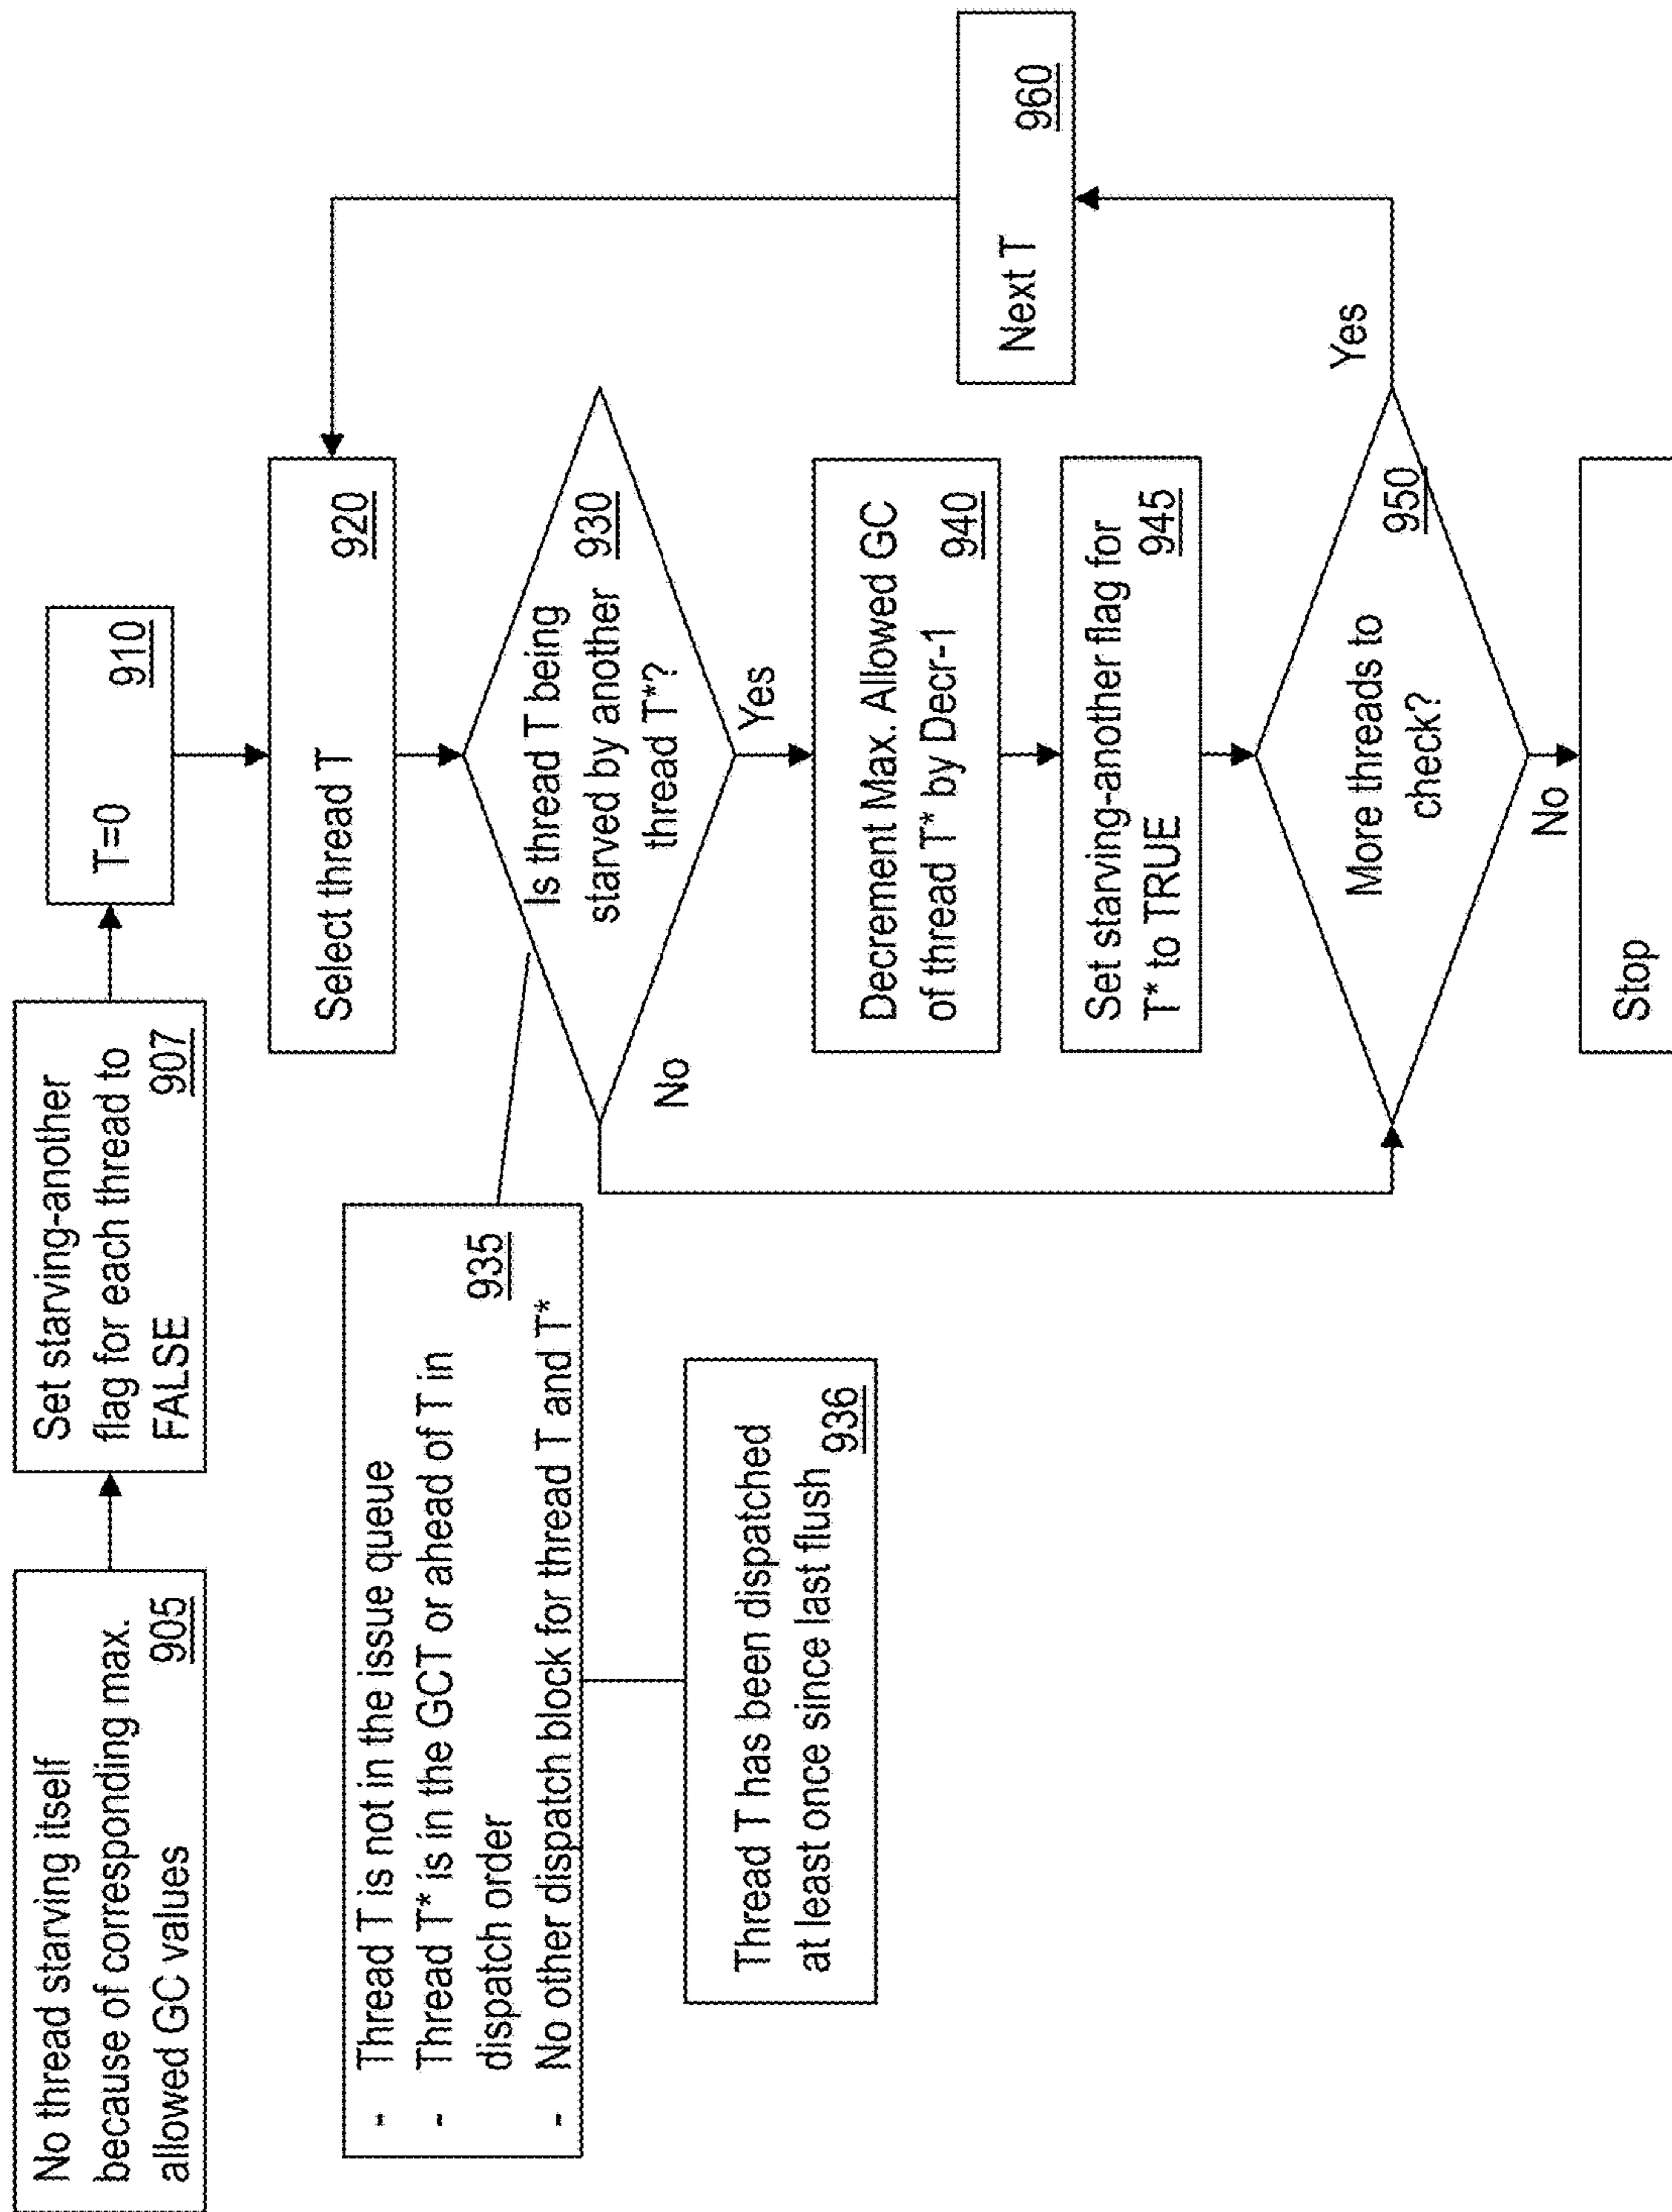 No thread starving itself
because of corresponding max.
allowed GC values
905
Set starving-another
flag for each thread to
FALSE
907
T=0
910
Select thread T
920
Is thread T being
starved by another
thread T*?
930
Yes
No
- Thread T is not in the issue queue
- Thread T* is in the GCT or ahead of T in
dispatch order
935
- No other dispatch block for thread T and T*
Thread T has been dispatched
at least once since last flush
936
Decrement Max. Allowed GC
of thread T* by Decr-1
940
Set starving-another flag for
T* to TRUE
945
More threads to
check?
950
Yes
No
Next T
960
Stop